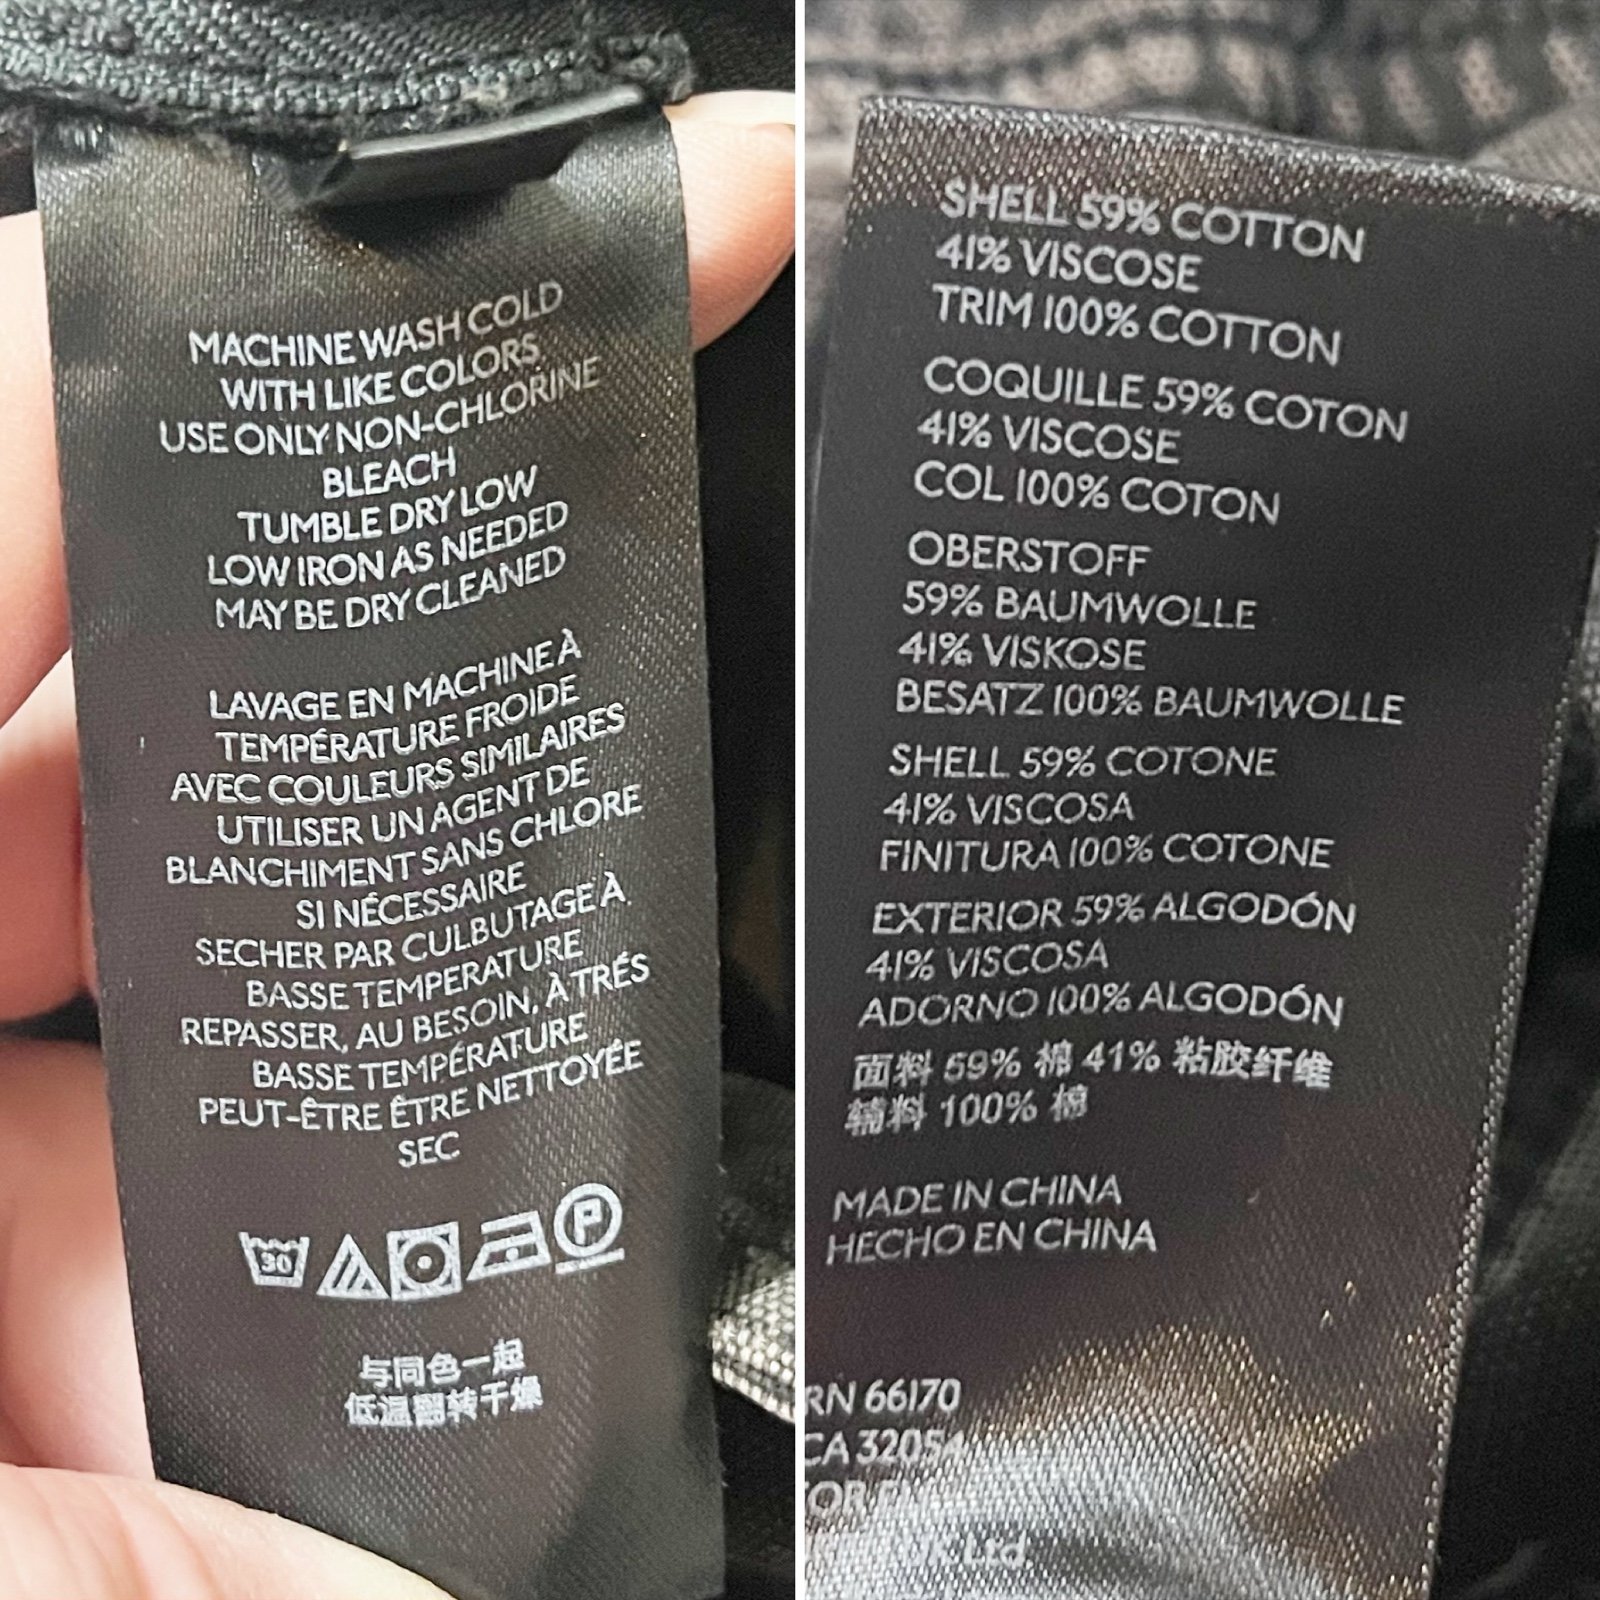 MACHINE WASH COLD
WITH LIKE COLORS
USE ONLY NON-CHLORINE
BLEACH
TUMBLE DRY LOW
LOW IRON AS NEEDED
MAY BE DRY CLEANED
LAVAGE EN MACHINE À
TEMPÉRATURE FROIDE
AVEC COULEURS SIMILAIRES
UTILISER UN AGENT DE
BLANCHIMENT SANS CHLORE
SI NÉCESSAIRE
SECHER PAR CULBUTAGE À
BASSE TEMPERATURE
REPASSER, AU BESOIN, À TRÉS
BASSE TEMPÉRATURE
PEUT-ÊTRE ÊTRE NETTOYÉE
SEC
30 P
与同色一起
低温翻转干燥
SHELL 59% COTTON
41% VISCOSE
TRIM 100% COTTON
COQUILLE 59% COTON
41% VISCOSE
COL 100% COTON
OBERSTOFF
59% BAUMWOLLE
41% VISKOSE
BESATZ 100% BAUMWOLLE
SHELL 59% COTONE
41% VISCOSA
FINITURA 100% COTONE
EXTERIOR 59% ALGODÓN
41% VISCOSA
ADORNO 100% ALGODÓN
面料 59% 棉 41% 粘胶纤维
辅料 100% 棉
MADE IN CHINA
HECHO EN CHINA
RN 66170
CA 32054
Ltd